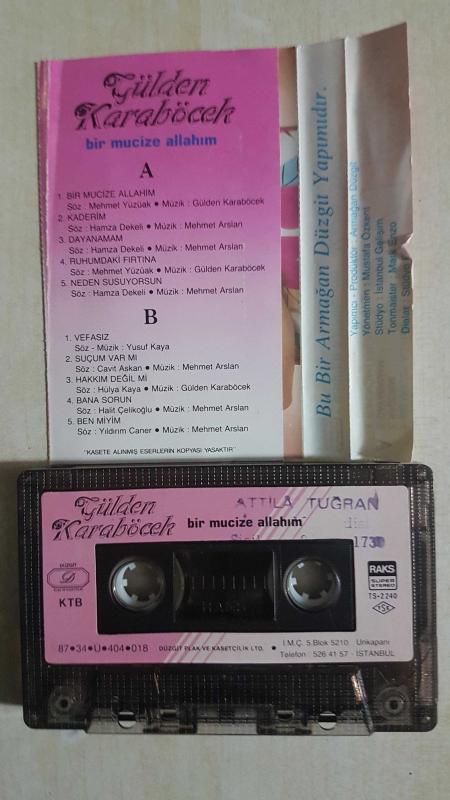 Gülden
Karaböcek
bir mucize allahım
A
1. BİR MUCİZE ALLAHIM
Söz : Mehmet Yüzüak ● Müzik : Gülden Karaböcek
2. KADERİM
Söz : Hamza Dekeli ● Müzik : Mehmet Arslan
3. DAYANAMAM
Söz : Hamza Dekeli ● Müzik : Mehmet Arslan
4. RUHUMDAKİ FIRTINA
Söz : Mehmet Yüzüak ● Müzik : Gülden Karaböcek
5. NEDEN SUSUYORSUN
Söz : Hamza Dekeli ● Müzik : Mehmet Arslan
B
1. VEFASIZ
Söz - Müzik : Yusuf Kaya
2. SUÇUM VAR MI
Söz : Cavit Askan ● Müzik : Mehmet Arslan
3. HAKKIM DEĞİL Mİ
Söz : Hülya Kaya ● Müzik : Gülden Karaböcek
4. BANA SORUN
Söz : Halit Çelikoğlu ● Müzik : Mehmet Arslan
5. BEN MİYİM
Söz : Yıldırım Caner ● Müzik : Mehmet Arslan
"KASETE ALINMIŞ ESERLERİN KOPYASI YASAKTIR"
Bu Bir Armağan Düzgit Yapımıdır.
Yapımcı - Prodüktör : Armağan Düzgit
Yönetmen : Mustafa Özkent
Stüdyo : İstanbul Gelişim
Tonmaister :
Gülden
Karaböcek
bir mucize allahım
ATTİLA TUĞRAN
173
DÜZGİT
D
KTB
RAKS
SUPER
STEREO
TS-2240
TSE
RAKS
87●34●U●404●018
DÜZGİT PLAK VE KASETÇİLİK LTD. ●
İ.M.Ç. 5.Blok 5210 Unkapanı
Telefon : 526 41 57 - İSTANBUL